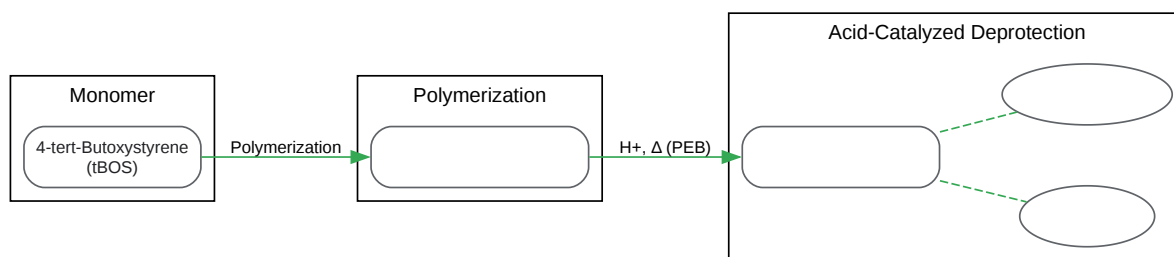 Acid-Catalyzed Deprotection
Monomer
Polymerization
4-tert-Butoxystyrene
(tBOS)
Polymerization
H+, Δ (PEB)